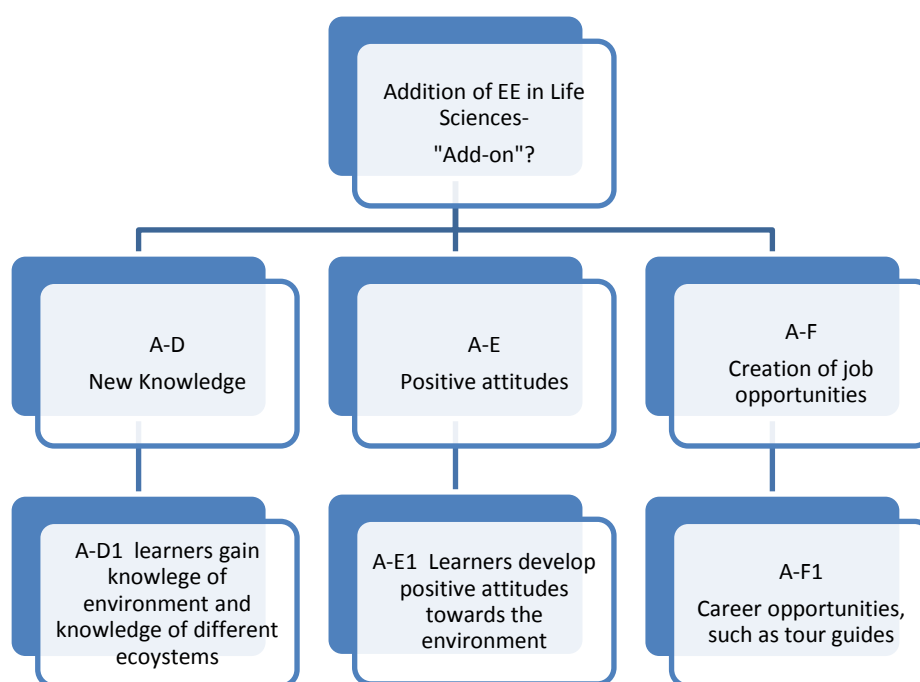 Addition of EE in Life
Sciences-
"Add-on"?
A-D
New Knowledge
A-E
Positive attitudes
A-F
Creation of job
opportunities
A-D1 learners gain
knowlege of
environment and
knowledge of different
ecoystems
A-E1 Learners develop
positive attitudes
towards the
environment
A-F1
Career opportunities,
such as tour guides